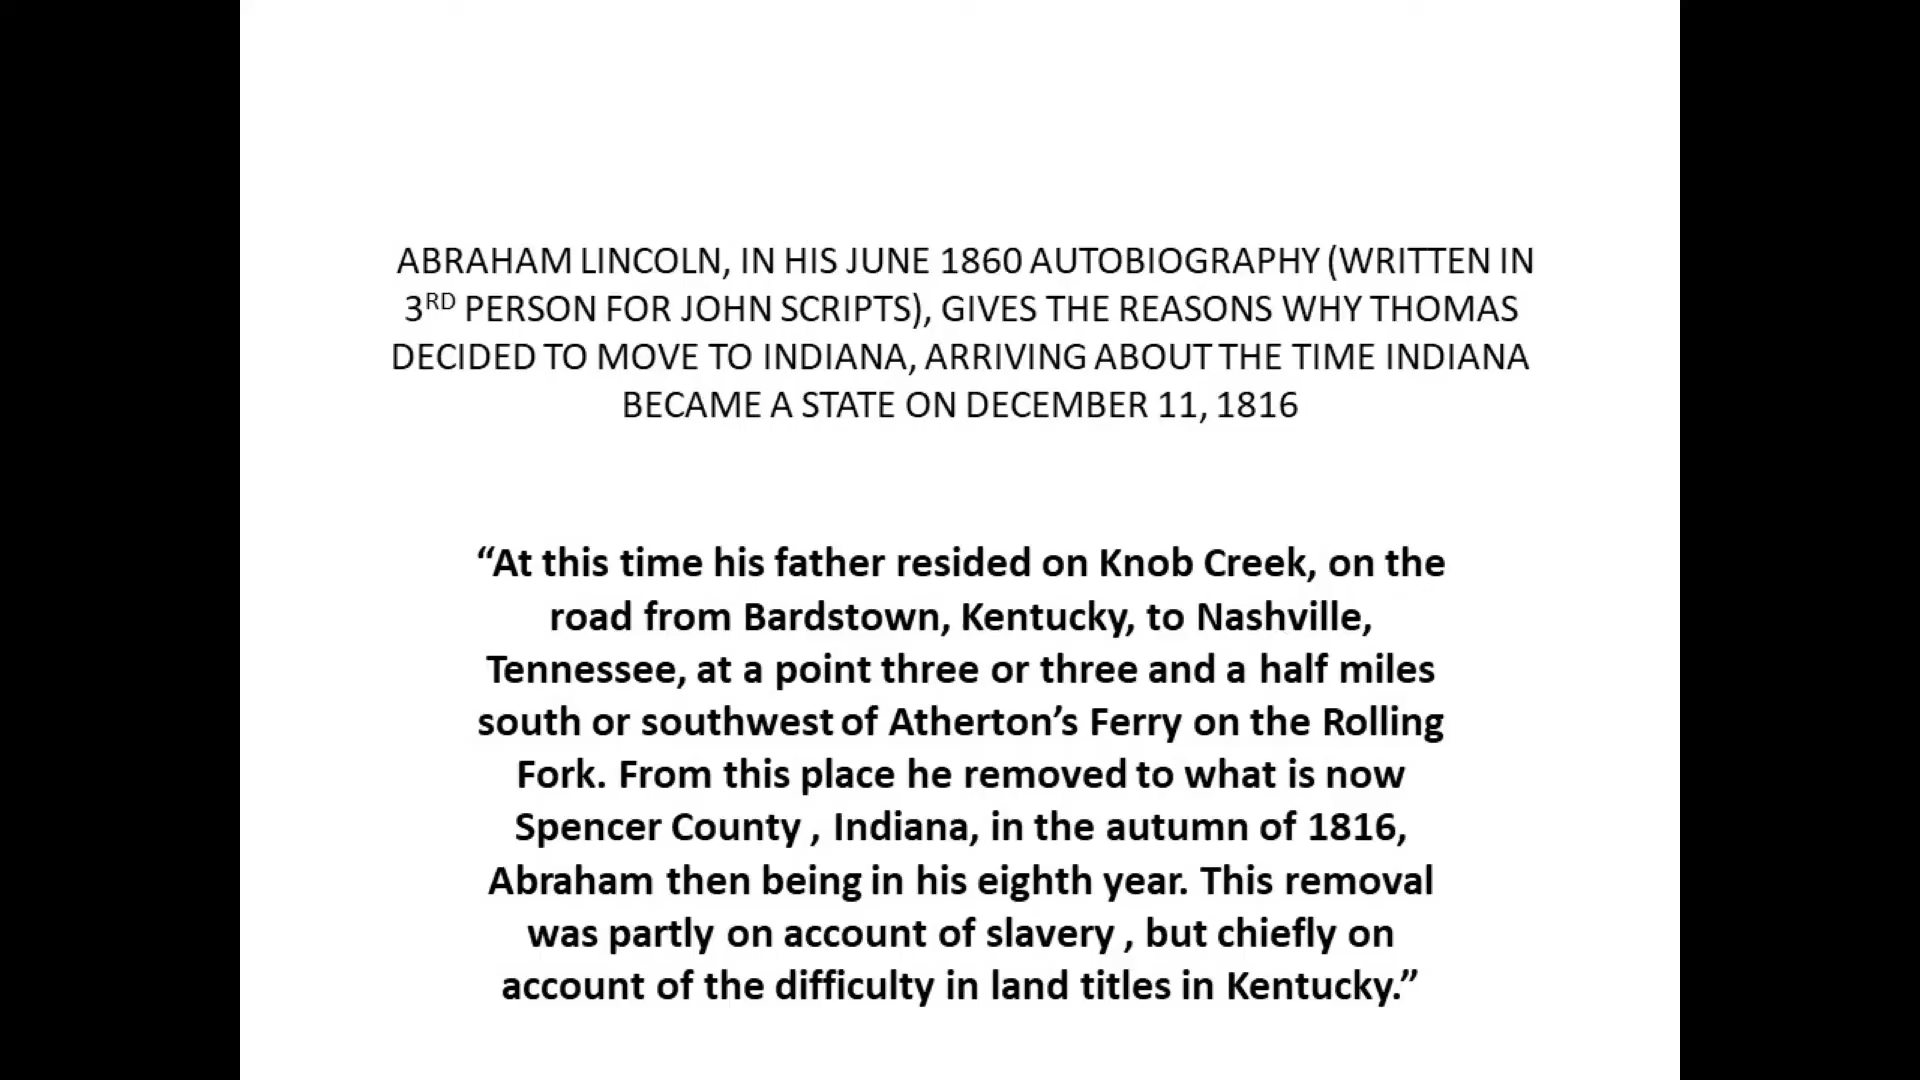 ABRAHAM LINCOLN, IN HIS JUNE 1860 AUTOBIOGRAPHY (WRITTEN IN
3RD PERSON FOR JOHN SCRIPTS), GIVES THE REASONS WHY THOMAS
DECIDED TO MOVE TO INDIANA, ARRIVING ABOUT THE TIME INDIANA
BECAME A STATE ON DECEMBER 11, 1816
“At this time his father resided on Knob Creek, on the
road from Bardstown, Kentucky, to Nashville,
Tennessee, at a point three or three and a half miles
south or southwest of Atherton’s Ferry on the Rolling
Fork. From this place he removed to what is now
Spencer County , Indiana, in the autumn of 1816,
Abraham then being in his eighth year. This removal
was partly on account of slavery , but chiefly on
account of the difficulty in land titles in Kentucky.”